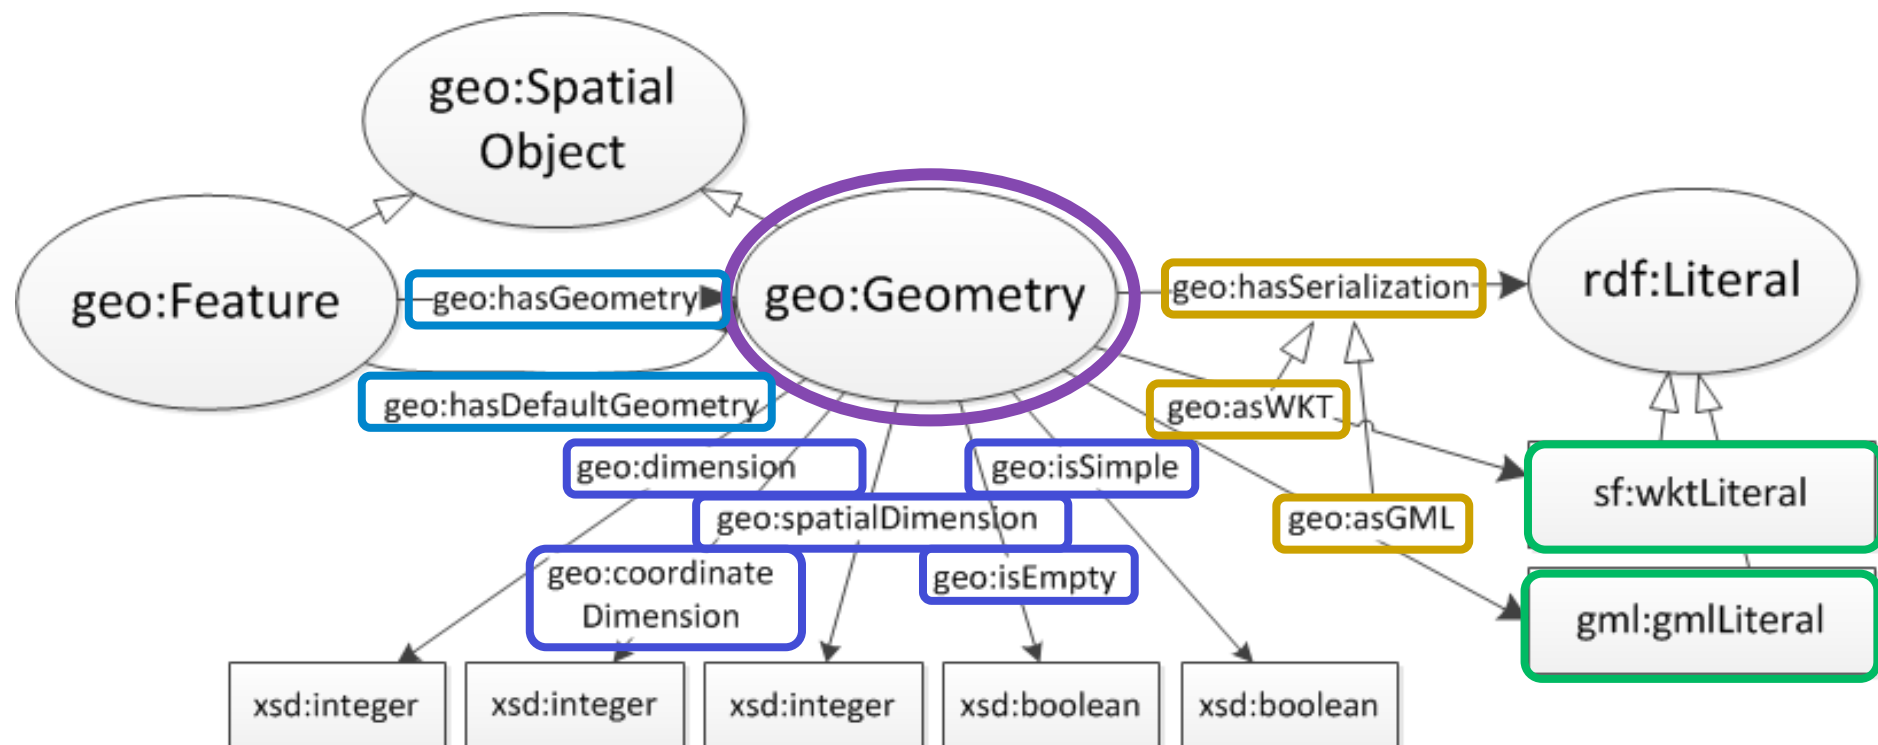 geo:Spatial
Object
geo:Feature
geo:hasGeometry
geo:Geometry
geo:hasSerialization
rdf:Literal
geo:hasDefaultGeometry
geo:asWKT
geo:dimension
geo:isSimple
sf:wktLiteral
geo:spatialDimension
geo:asGML
geo:coordinate
Dimension
geo:isEmpty
gml:gmlLiteral
xsd:integer
xsd:integer
xsd:integer
xsd:boolean
xsd:boolean